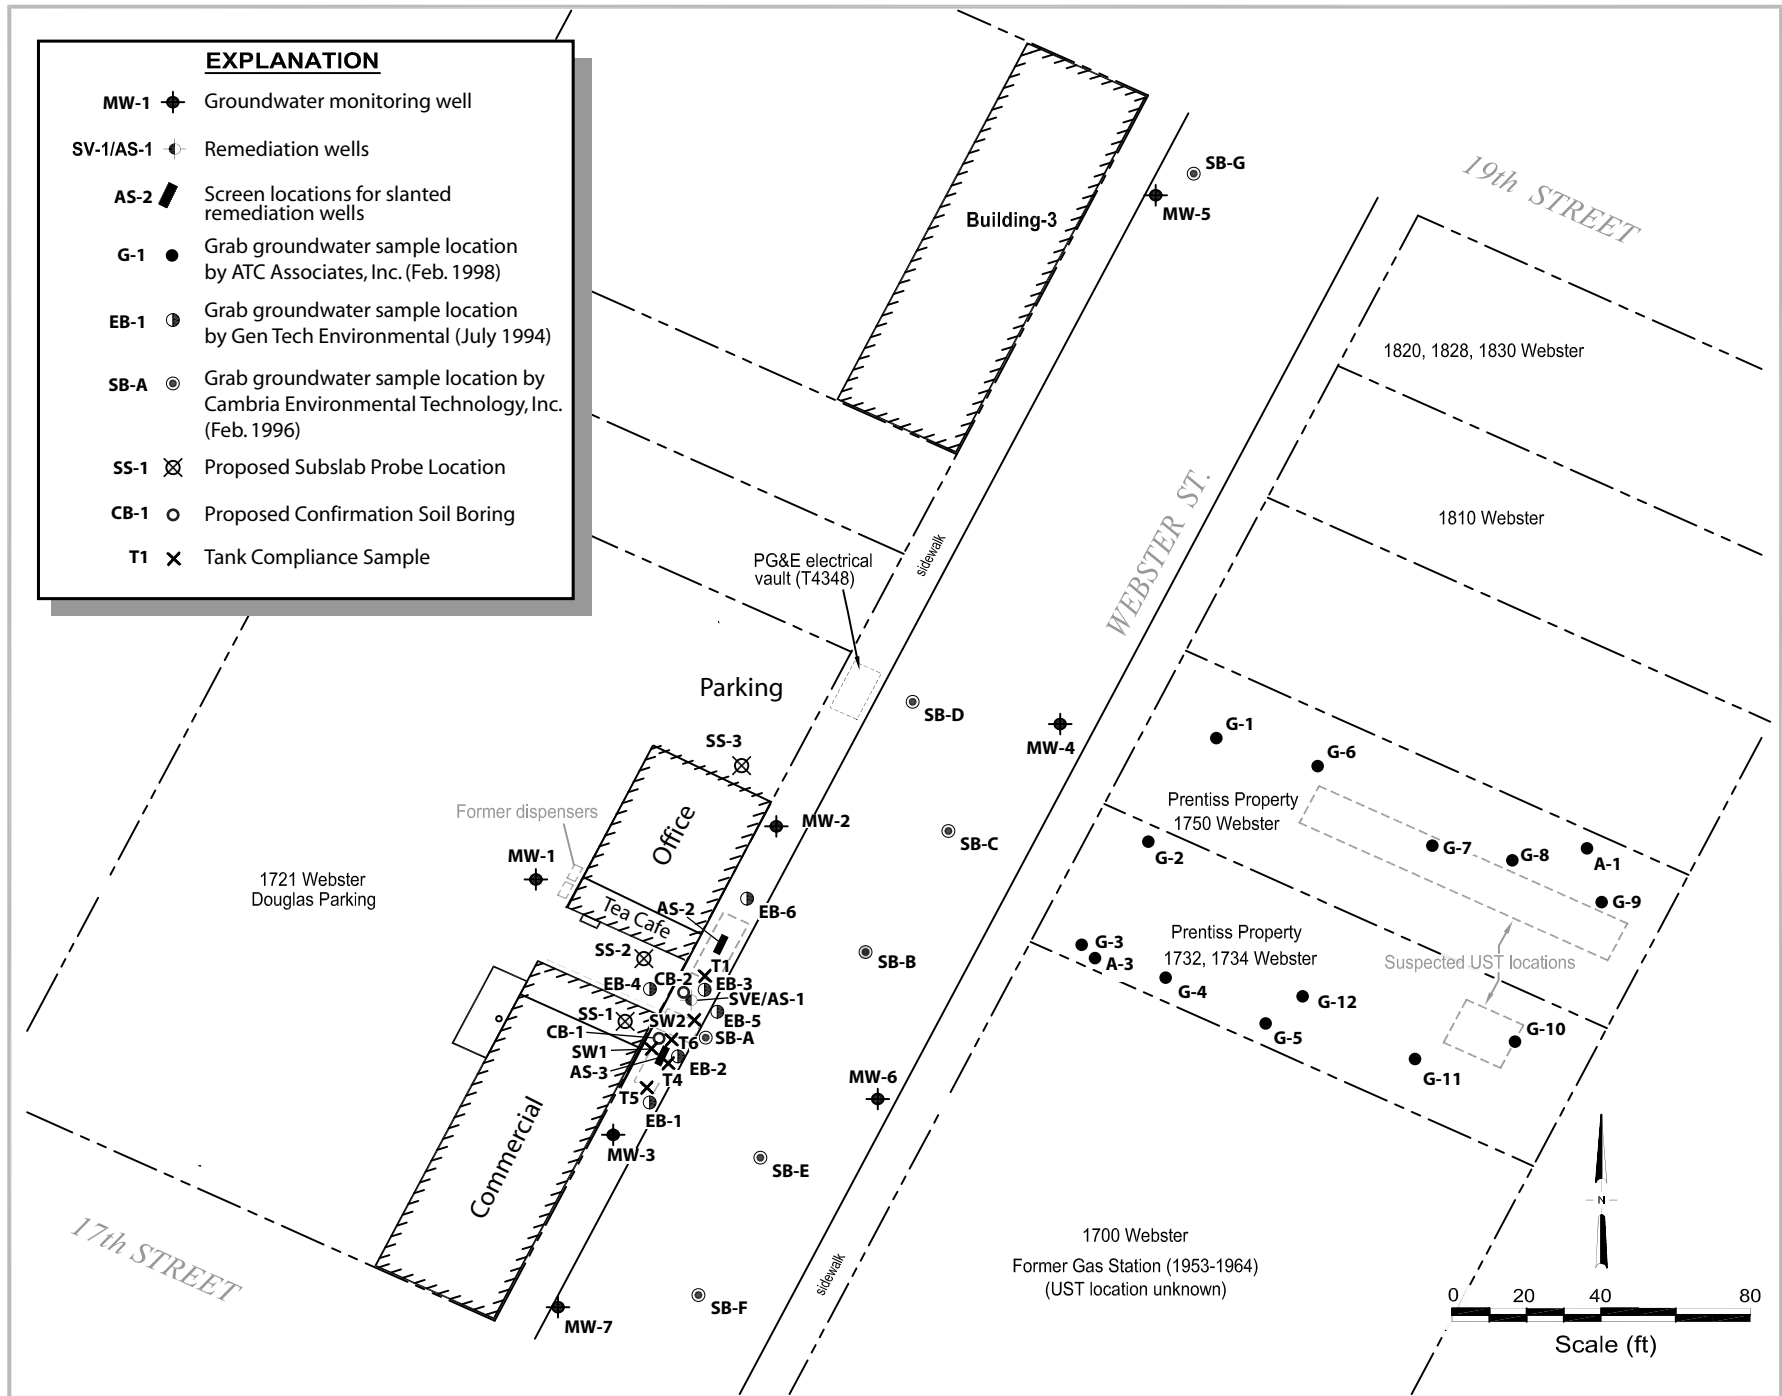 EXPLANATION
MW-1 Groundwater monitoring well
SV-1/AS-1 Remediation wells
AS-2 Screen locations for slanted
remediation wells
G-1 Grab groundwater sample location
by ATC Associates, Inc. (Feb. 1998)
EB-1 Grab groundwater sample location
by Gen Tech Environmental (July 1994)
SB-A Grab groundwater sample location by
Cambria Environmental Technology, Inc.
(Feb. 1996)
SS-1 Proposed Subslab Probe Location
CB-1 Proposed Confirmation Soil Boring
T1 Tank Compliance Sample
SB-G
MW-5
19th STREET
Building-3
1820, 1828, 1830 Webster
1810 Webster
WEBSTER ST.
sidewalk
PG&E electrical
vault (T4348)
Parking
SB-D
MW-4
G-1
G-6
SS-3
Office
Former dispensers
MW-2
MW-1
SB-C
Prentiss Property
1750 Webster
G-2
G-7
G-8
A-1
G-9
1721 Webster
Douglas Parking
Tea Cafe
AS-2
EB-6
SS-2
T1
SB-B
G-3
A-3
Prentiss Property
1732, 1734 Webster
Suspected UST locations
EB-4
CB-2
EB-3
SVE/AS-1
G-4
G-12
SS-1
SW2
EB-5
CB-1
T6
SB-A
G-5
G-10
SW1
AS-3
EB-2
T4
MW-6
G-11
T5
EB-1
MW-3
Commercial
SB-E
17th STREET
1700 Webster
Former Gas Station (1953-1964)
(UST location unknown)
sidewalk
SB-F
MW-7
N
0 20 40 80
Scale (ft)